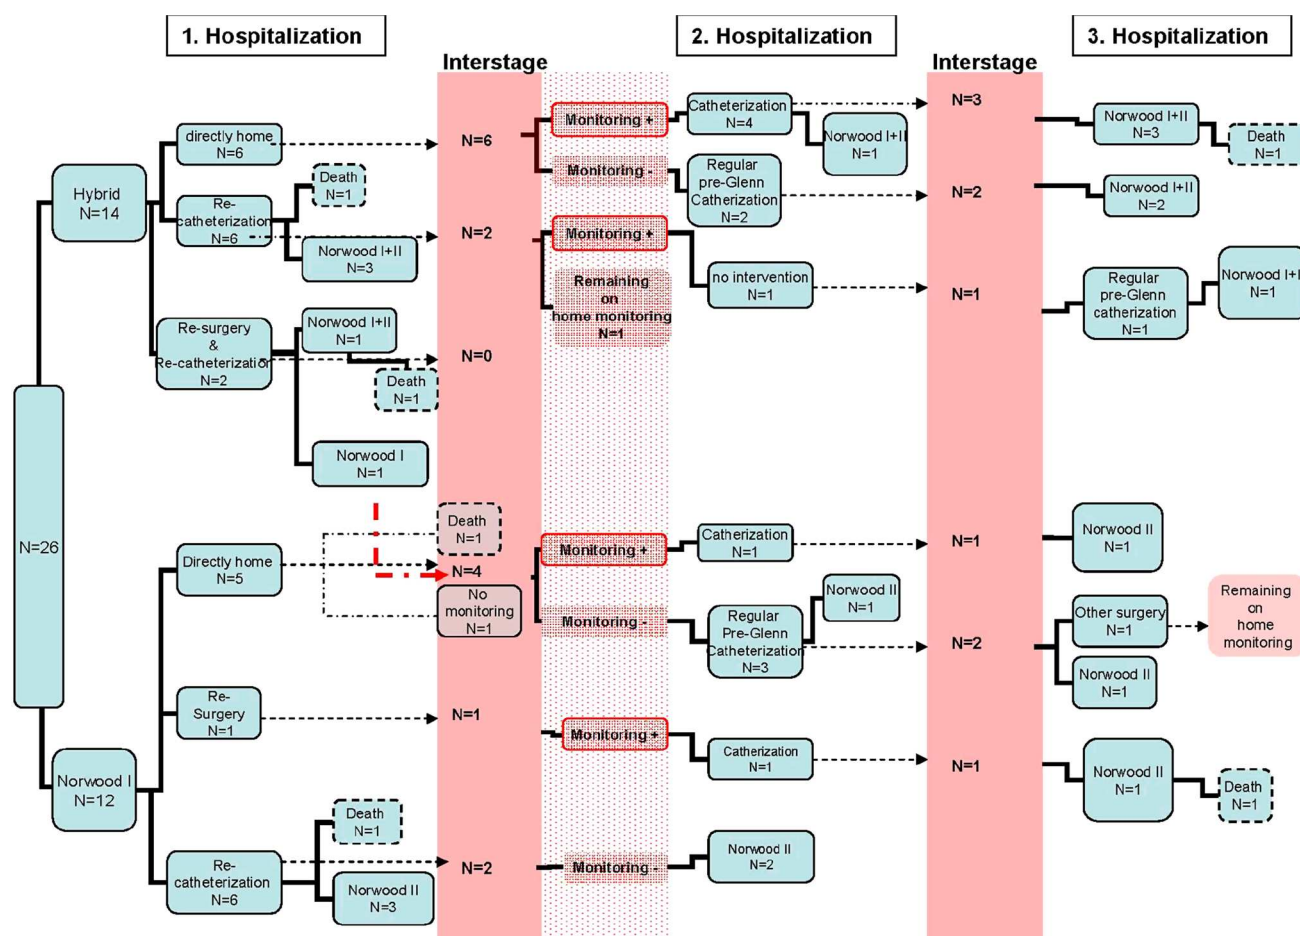 1. Hospitalization
2. Hospitalization
3. Hospitalization
Interstage
Interstage
N=26
Hybrid
N=14
directly home
N=6
Re-
catheterization
N=6
Death
N=1
Norwood I+II
N=3
Re-surgery
&
Re-catheterization
N=2
Norwood I+II
N=1
Death
N=1
Norwood I
N=1
N=6
N=2
N=0
Monitoring +
Monitoring -
Monitoring +
Remaining
on
home monitoring
N=1
Catheterization
N=4
Norwood I+II
N=1
Regular
pre-Glenn
Catherization
N=2
no intervention
N=1
N=3
N=2
N=1
Norwood I+II
N=3
Death
N=1
Norwood I+II
N=2
Regular
pre-Glenn
catherization
N=1
Norwood I+II
N=1
Norwood I
N=12
Directly home
N=5
Re-
Surgery
N=1
Re-
catheterization
N=6
Death
N=1
Norwood II
N=3
Death
N=1
N=4
No
monitoring
N=1
N=1
N=2
Monitoring +
Monitoring -
Monitoring +
Monitoring -
Catherization
N=1
Regular
Pre-Glenn
Catheterization
N=3
Norwood II
N=1
Catherization
N=1
Norwood II
N=2
N=1
N=2
N=1
Norwood II
N=1
Other surgery
N=1
Remaining
on
home
monitoring
Norwood II
N=1
Norwood II
N=1
Death
N=1